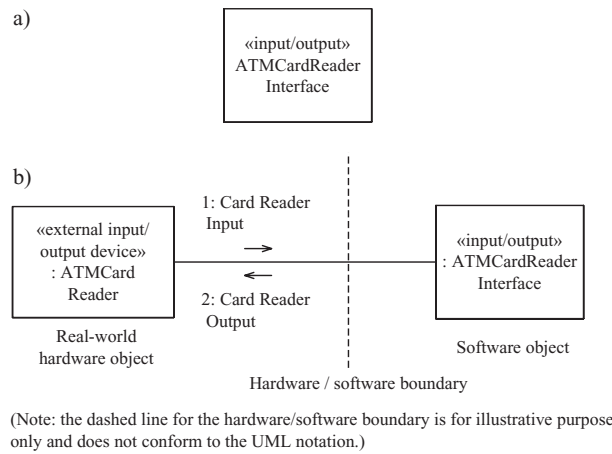 a)
«input/output»
ATMCardReader
Interface
b)
1: Card Reader
Input
«external input/
output device»
: ATMCard
Reader
«input/output»
: ATMCardReader
Interface
2: Card Reader
Output
Real-world
hardware object
Software object
Hardware / software boundary
(Note: the dashed line for the hardware/software boundary is for illustrative purpose
only and does not conform to the UML notation.)